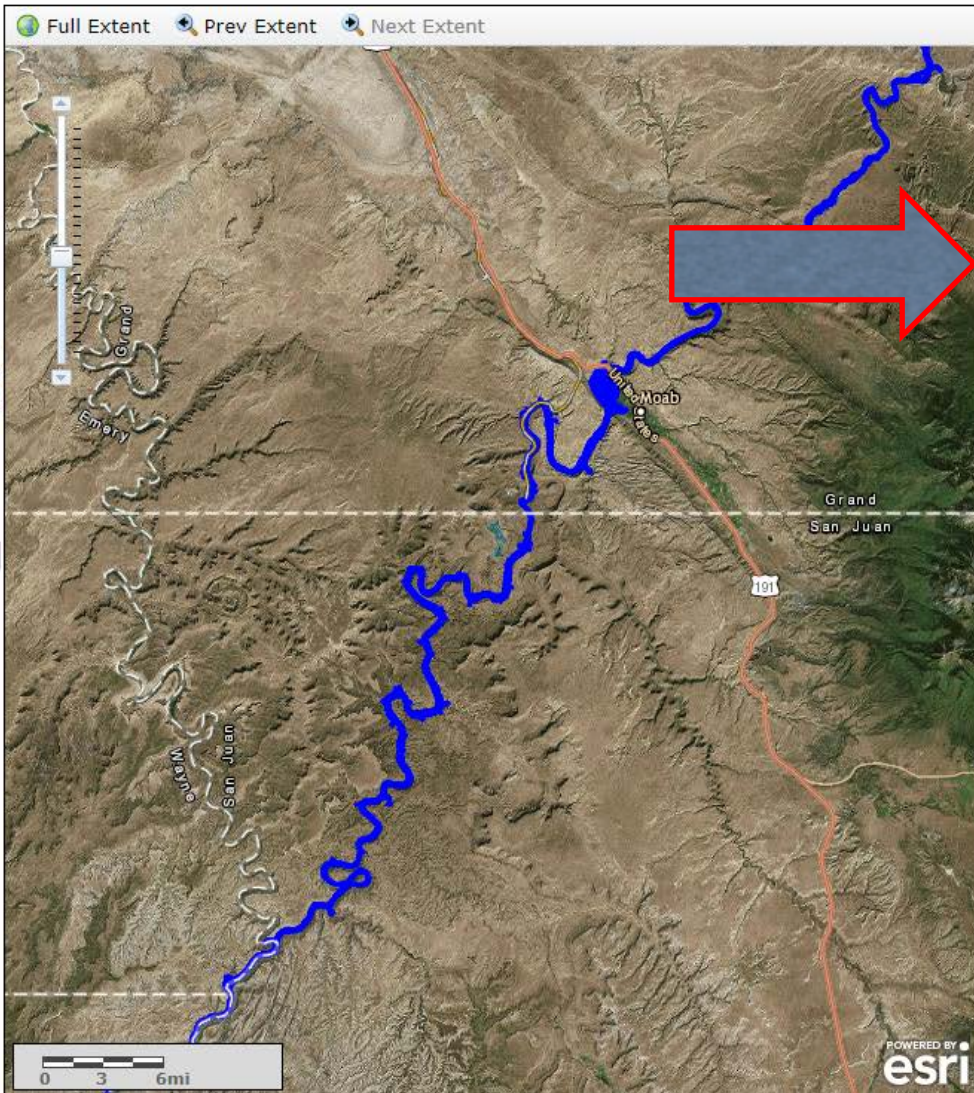 Full Extent Prev Extent Next Extent
Grand
Emery
United States
Moab
Grand
San Juan
191
Wayne
San Juan
0 3 6mi
POWERED BY
esri